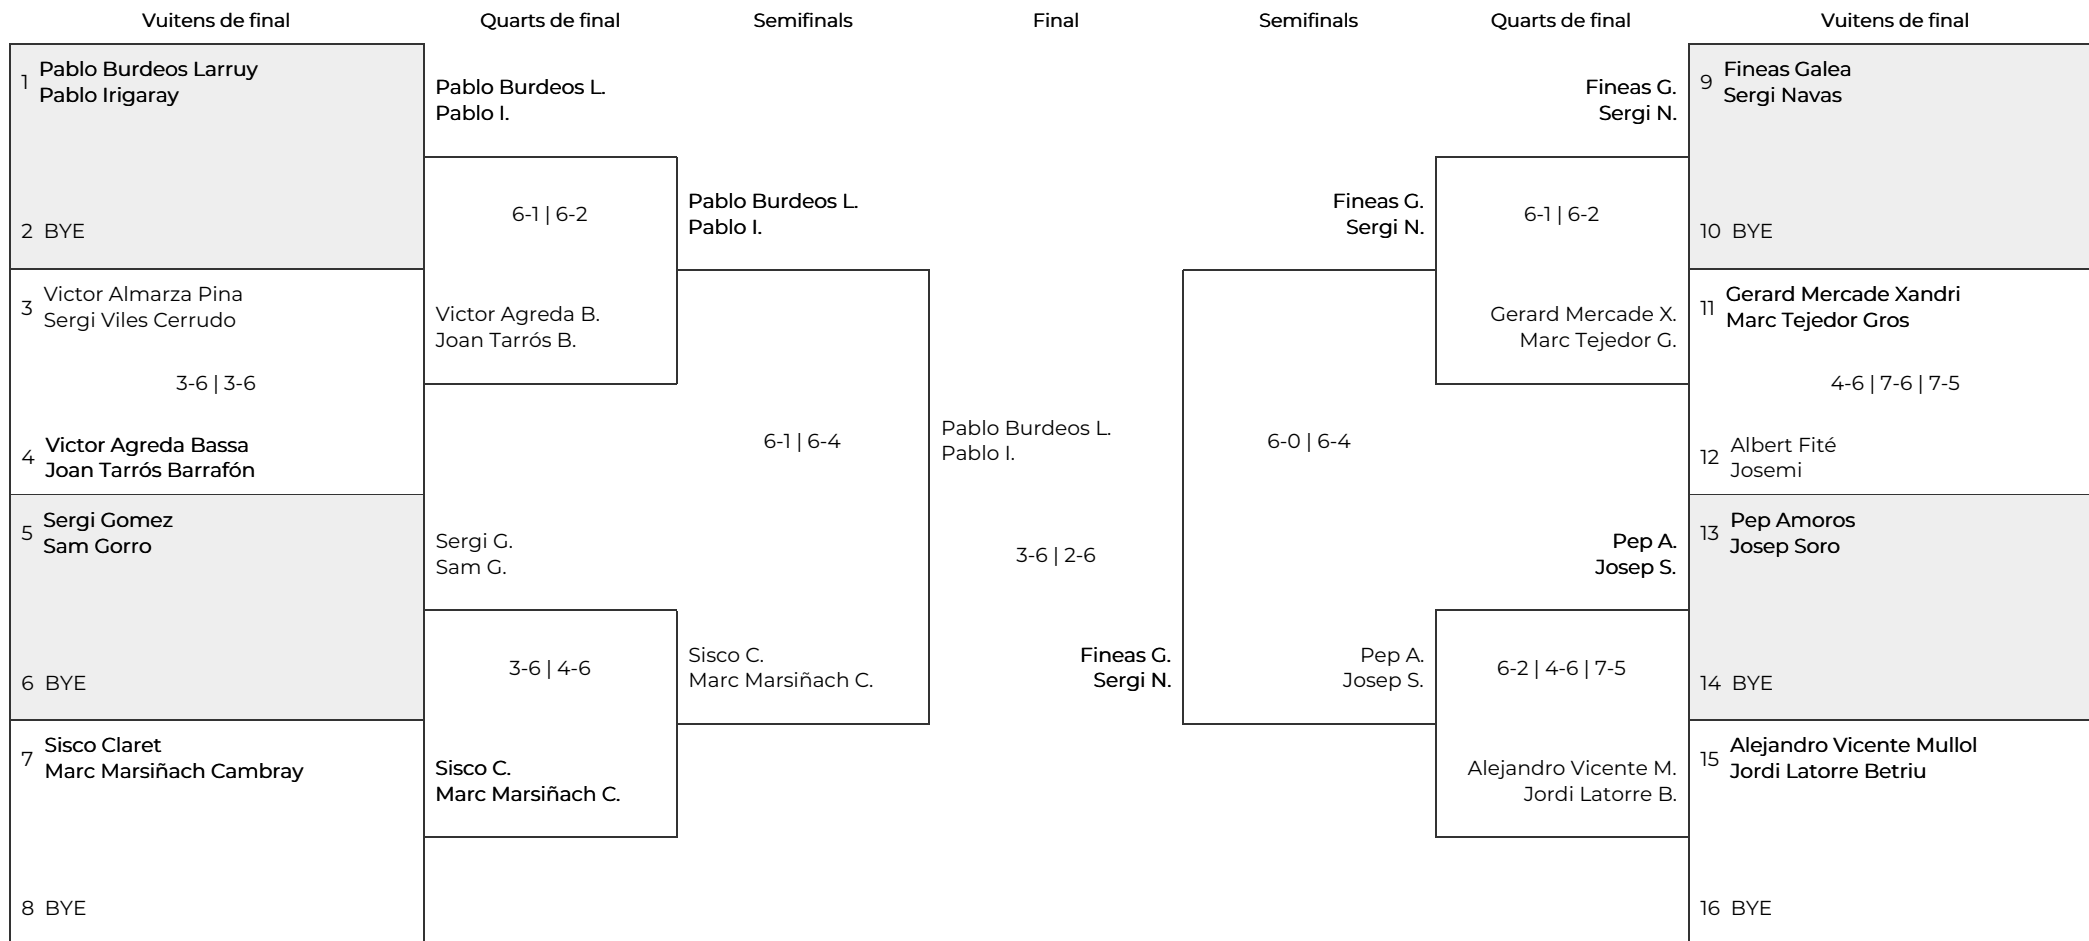 Vuitens de final
Quarts de final
Semifinals
Final
Semifinals
Quarts de final
Vuitens de final
1
Pablo Burdeos Larruy
Pablo Irigaray
2 BYE
3
Victor Almarza Pina
Sergi Viles Cerrudo
3-6 | 3-6
4
Victor Agreda Bassa
Joan Tarrós Barrafón
5
Sergi Gomez
Sam Gorro
6 BYE
7
Sisco Claret
Marc Marsiñach Cambray
8 BYE
Pablo Burdeos L.
Pablo I.
6-1 | 6-2
Victor Agreda B.
Joan Tarrós B.
Sergi G.
Sam G.
3-6 | 4-6
Sisco C.
Marc Marsiñach C.
Pablo Burdeos L.
Pablo I.
6-1 | 6-4
Sisco C.
Marc Marsiñach C.
Pablo Burdeos L.
Pablo I.
3-6 | 2-6
Fineas G.
Sergi N.
Fineas G.
Sergi N.
6-0 | 6-4
Pep A.
Josep S.
Fineas G.
Sergi N.
6-1 | 6-2
Gerard Mercade X.
Marc Tejedor G.
Pep A.
Josep S.
6-2 | 4-6 | 7-5
Alejandro Vicente M.
Jordi Latorre B.
9
Fineas Galea
Sergi Navas
10 BYE
11
Gerard Mercade Xandri
Marc Tejedor Gros
4-6 | 7-6 | 7-5
12
Albert Fité
Josemi
13
Pep Amoros
Josep Soro
14 BYE
15
Alejandro Vicente Mullol
Jordi Latorre Betriu
16 BYE